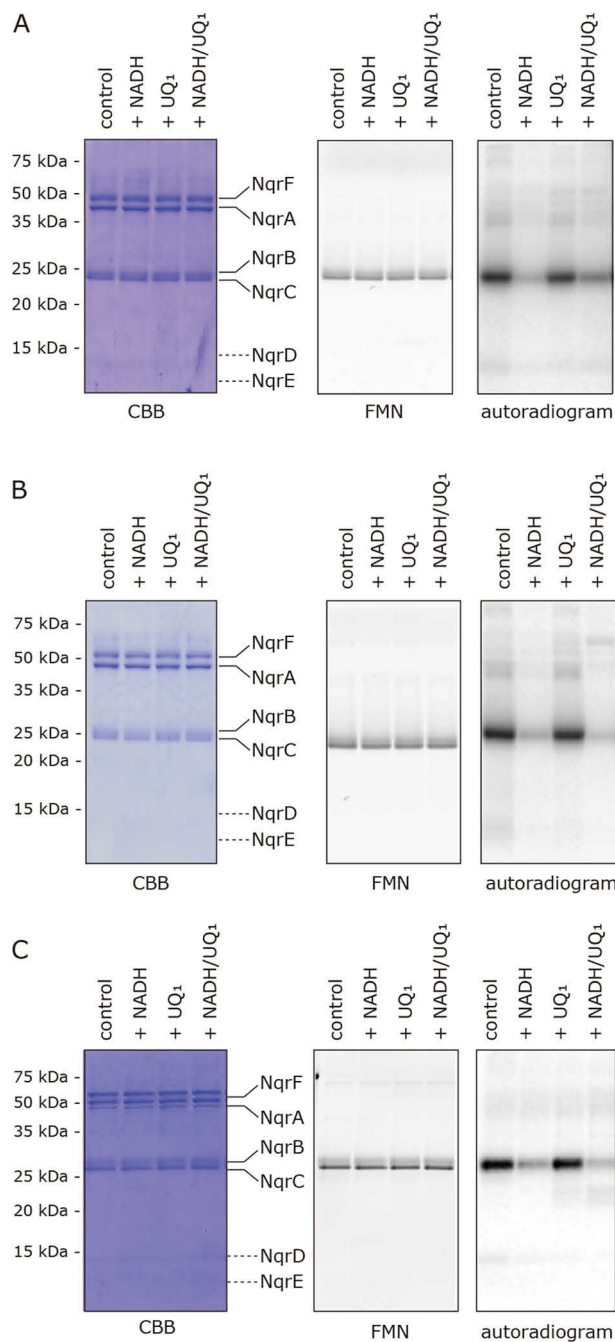 A
control
+ NADH
+ UQ₁
+ NADH/UQ₁
control
+ NADH
+ UQ₁
+ NADH/UQ₁
control
+ NADH
+ UQ₁
+ NADH/UQ₁
75 kDa -
50 kDa -
35 kDa -
25 kDa -
20 kDa -
15 kDa -
NqrF
NqrA
NqrB
NqrC
NqrD
NqrE
CBB
FMN
autoradiogram
B
control
+ NADH
+ UQ₁
+ NADH/UQ₁
control
+ NADH
+ UQ₁
+ NADH/UQ₁
control
+ NADH
+ UQ₁
+ NADH/UQ₁
75 kDa -
50 kDa -
35 kDa -
25 kDa -
20 kDa -
15 kDa -
NqrF
NqrA
NqrB
NqrC
NqrD
NqrE
CBB
FMN
autoradiogram
C
control
+ NADH
+ UQ₁
+ NADH/UQ₁
control
+ NADH
+ UQ₁
+ NADH/UQ₁
control
+ NADH
+ UQ₁
+ NADH/UQ₁
75 kDa -
50 kDa -
35 kDa -
25 kDa -
20 kDa -
15 kDa -
NqrF
NqrA
NqrB
NqrC
NqrD
NqrE
CBB
FMN
autoradiogram